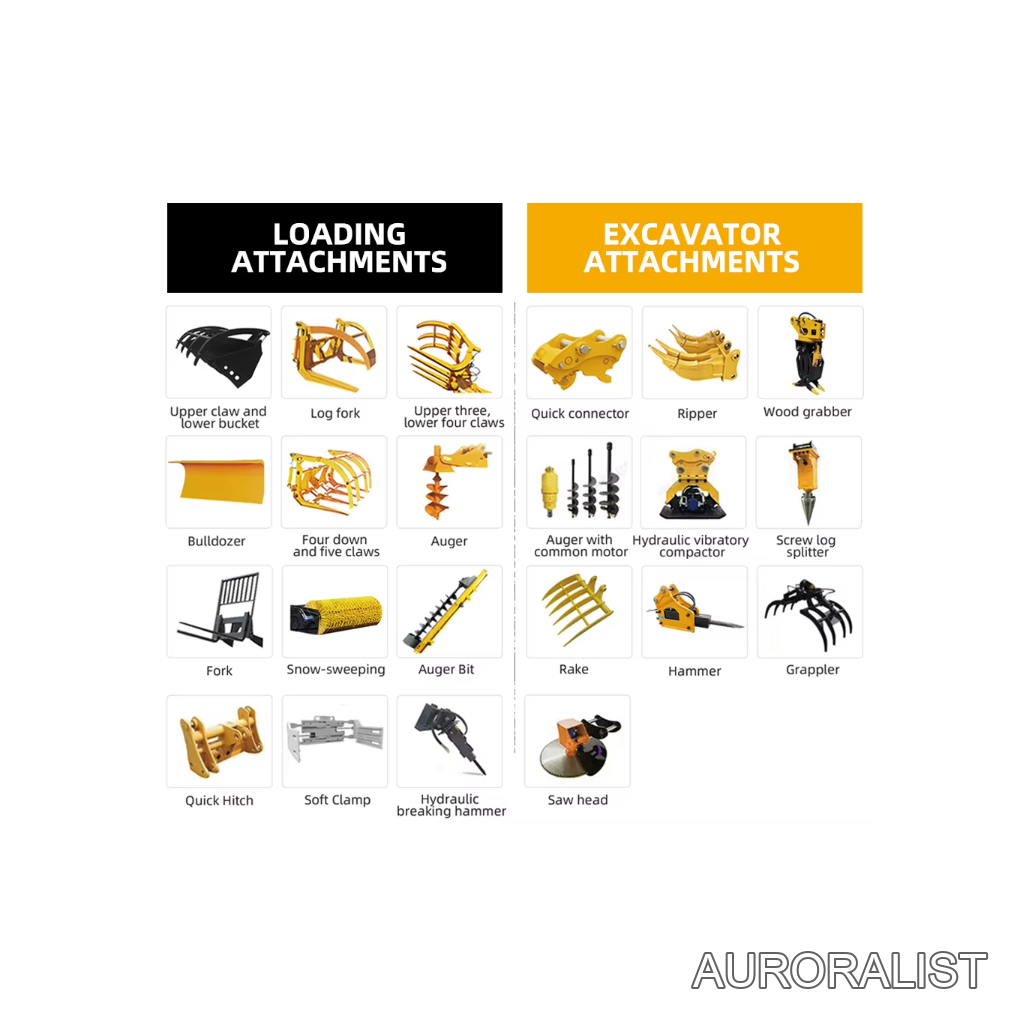 LOADING
ATTACHMENTS
EXCAVATOR
ATTACHMENTS
Upper claw and
lower bucket
Log fork
Upper three,
lower four claws
Quick connector
Ripper
Wood grabber
Bulldozer
Four down
and five claws
Auger
Auger with
common motor
Hydraulic vibratory
compactor
Screw log
splitter
Fork
Snow-sweeping
Auger Bit
Rake
Hammer
Grappler
Quick Hitch
Soft Clamp
Hydraulic
breaking hammer
Saw head
AURORALIST